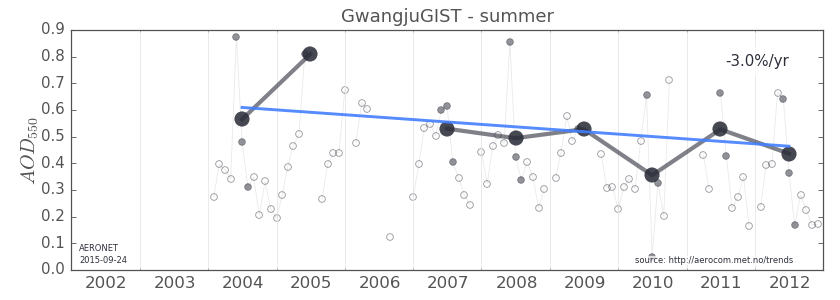 GwangjuGIST - summer
0.9
0.8
0.7
0.6
0.5
0.4
0.3
0.2
0.1
0.0
AOD550
-3.0%/yr
AERONET
2015-09-24
source: http://aerocom.met.no/trends
2002 2003 2004 2005 2006 2007 2008 2009 2010 2011 2012